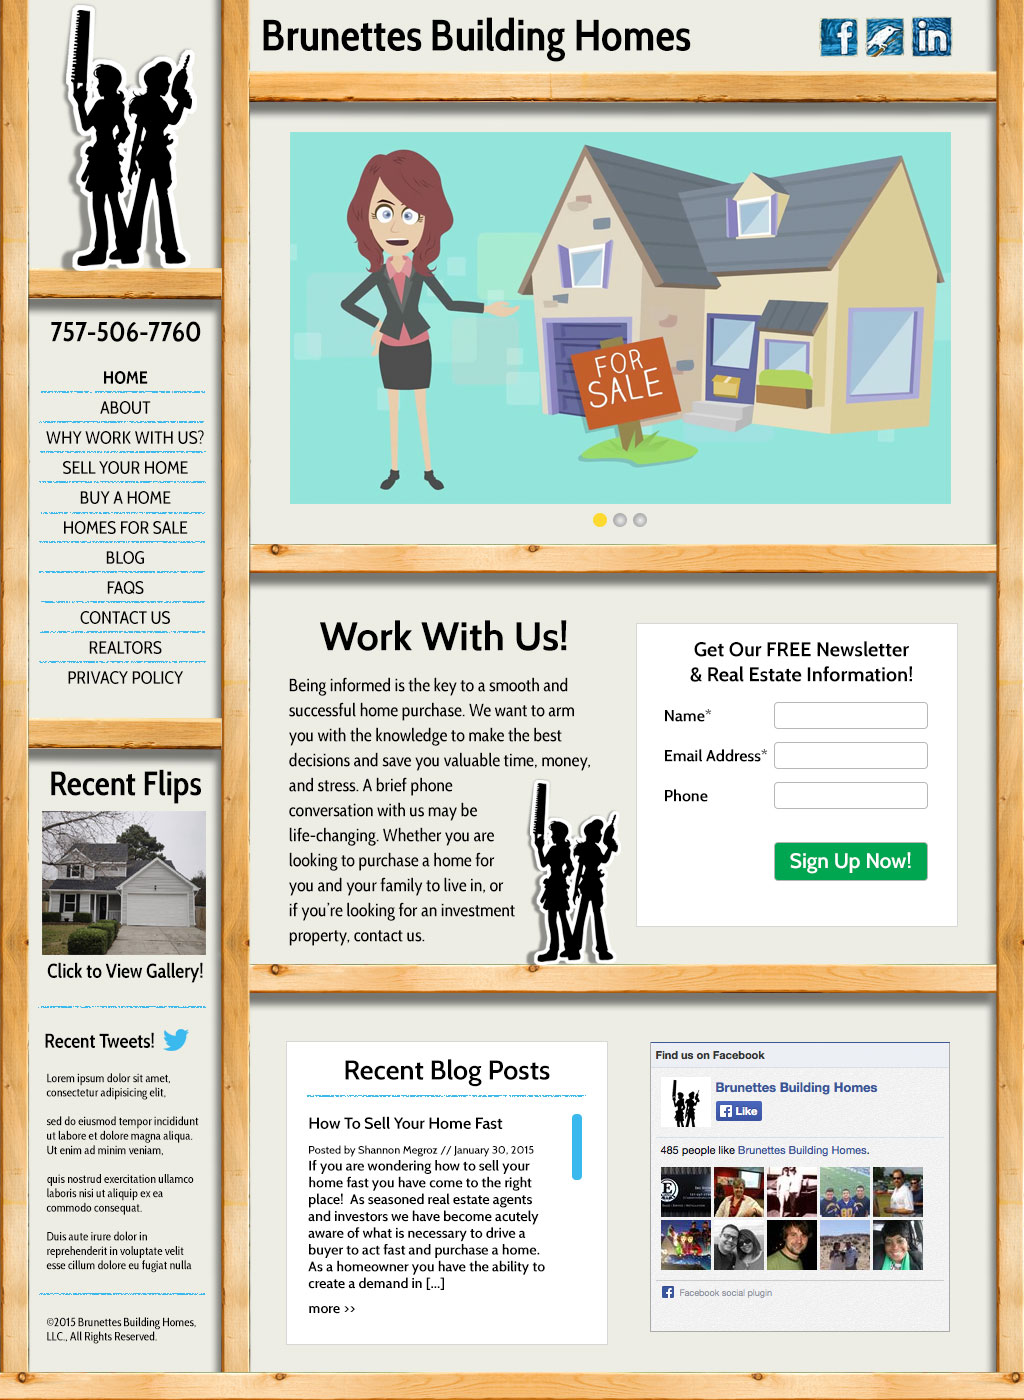 Brunettes Building Homes
f
in
757-506-7760
HOME
ABOUT
WHY WORK WITH US?
SELL YOUR HOME
BUY A HOME
HOMES FOR SALE
BLOG
FAQS
CONTACT US
REALTORS
PRIVACY POLICY
Recent Flips
Click to View Gallery!
Recent Tweets!
Lorem ipsum dolor sit amet,
consectetur adipisicing elit,
sed do eiusmod tempor incididunt
ut labore et dolore magna aliqua.
Ut enim ad minim veniam,
quis nostrud exercitation ullamco
laboris nisi ut aliquip ex ea
commodo consequat.
Duis aute irure dolor in
reprehenderit in voluptate velit
esse cillum dolore eu fugiat nulla
©2015 Brunettes Building Homes,
LLC., All Rights Reserved.
FOR
SALE
Work With Us!
Being informed is the key to a smooth and
successful home purchase. We want to arm
you with the knowledge to make the best
decisions and save you valuable time, money,
and stress. A brief phone
conversation with us may be
life-changing. Whether you are
looking to purchase a home for
you and your family to live in, or
if you're looking for an investment
property, contact us.
Get Our FREE Newsletter
& Real Estate Information!
Name*
Email Address*
Phone
Sign Up Now!
Recent Blog Posts
How To Sell Your Home Fast
Posted by Shannon Megroz // January 30, 2015
If you are wondering how to sell your
home fast you have come to the right
place!  As seasoned real estate agents
and investors we have become acutely
aware of what is necessary to drive a
buyer to act fast and purchase a home.
As a homeowner you have the ability to
create a demand in [...]
more >>
Find us on Facebook
Brunettes Building Homes
f Like
485 people like Brunettes Building Homes.
f Facebook social plugin